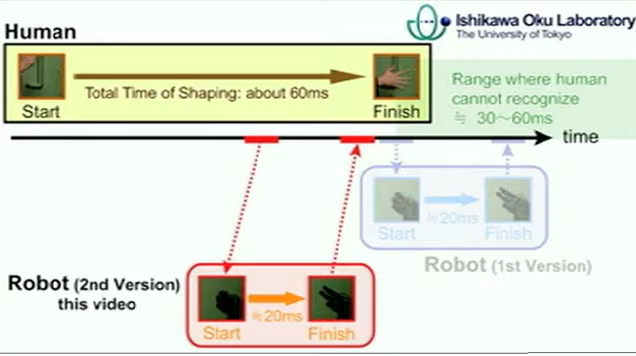 Ishikawa Oku Laboratory
The University of Tokyo
Human
Total Time of Shaping: about 60ms
Start
Finish
Range where human
cannot recognize
≒ 30～60ms
time
≒20ms
Start
Finish
Robot (1st Version)
Robot (2nd Version)
this video
≒20ms
Start
Finish